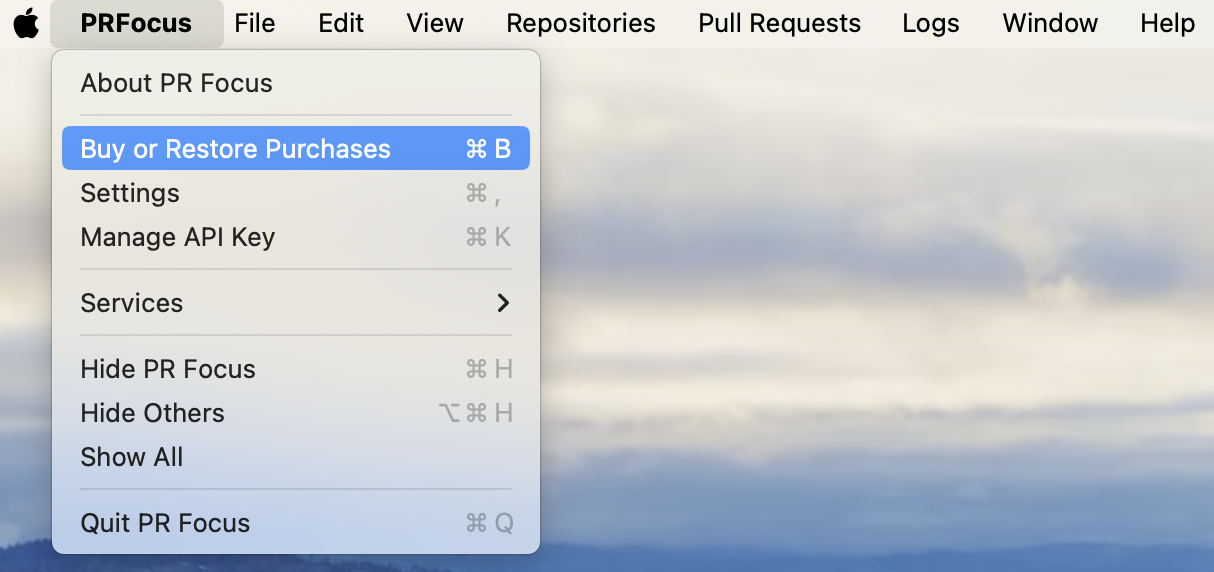 PRFocus File Edit View Repositories Pull Requests Logs Window Help
About PR Focus
Buy or Restore Purchases ⌘ B
Settings ⌘ ,
Manage API Key ⌘ K
Services
Hide PR Focus ⌘ H
Hide Others ⌥ ⌘ H
Show All
Quit PR Focus ⌘ Q